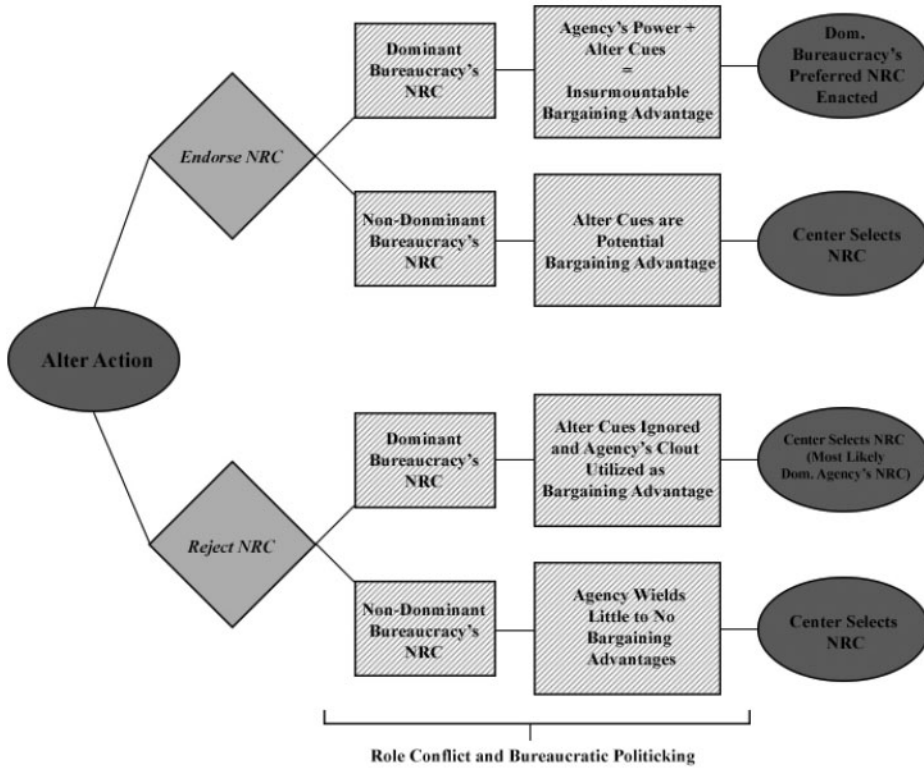 Alter Action
Endorse NRC
Dominant
Bureaucracy's
NRC
Agency's Power +
Alter Cues
=
Insurmountable
Bargaining Advantage
Dom.
Bureaucracy's
Preferred NRC
Enacted
Non-Donminant
Bureaucracy's
NRC
Alter Cues are
Potential
Bargaining Advantage
Center Selects
NRC
Reject NRC
Dominant
Bureaucracy's
NRC
Alter Cues Ignored
and Agency's Clout
Utilized as
Bargaining Advantage
Center Selects NRC
(Most Likely
Dom. Agency's NRC)
Non-Donminant
Bureaucracy's
NRC
Agency Wields
Little to No
Bargaining
Advantages
Center Selects
NRC
Role Conflict and Bureaucratic Politicking